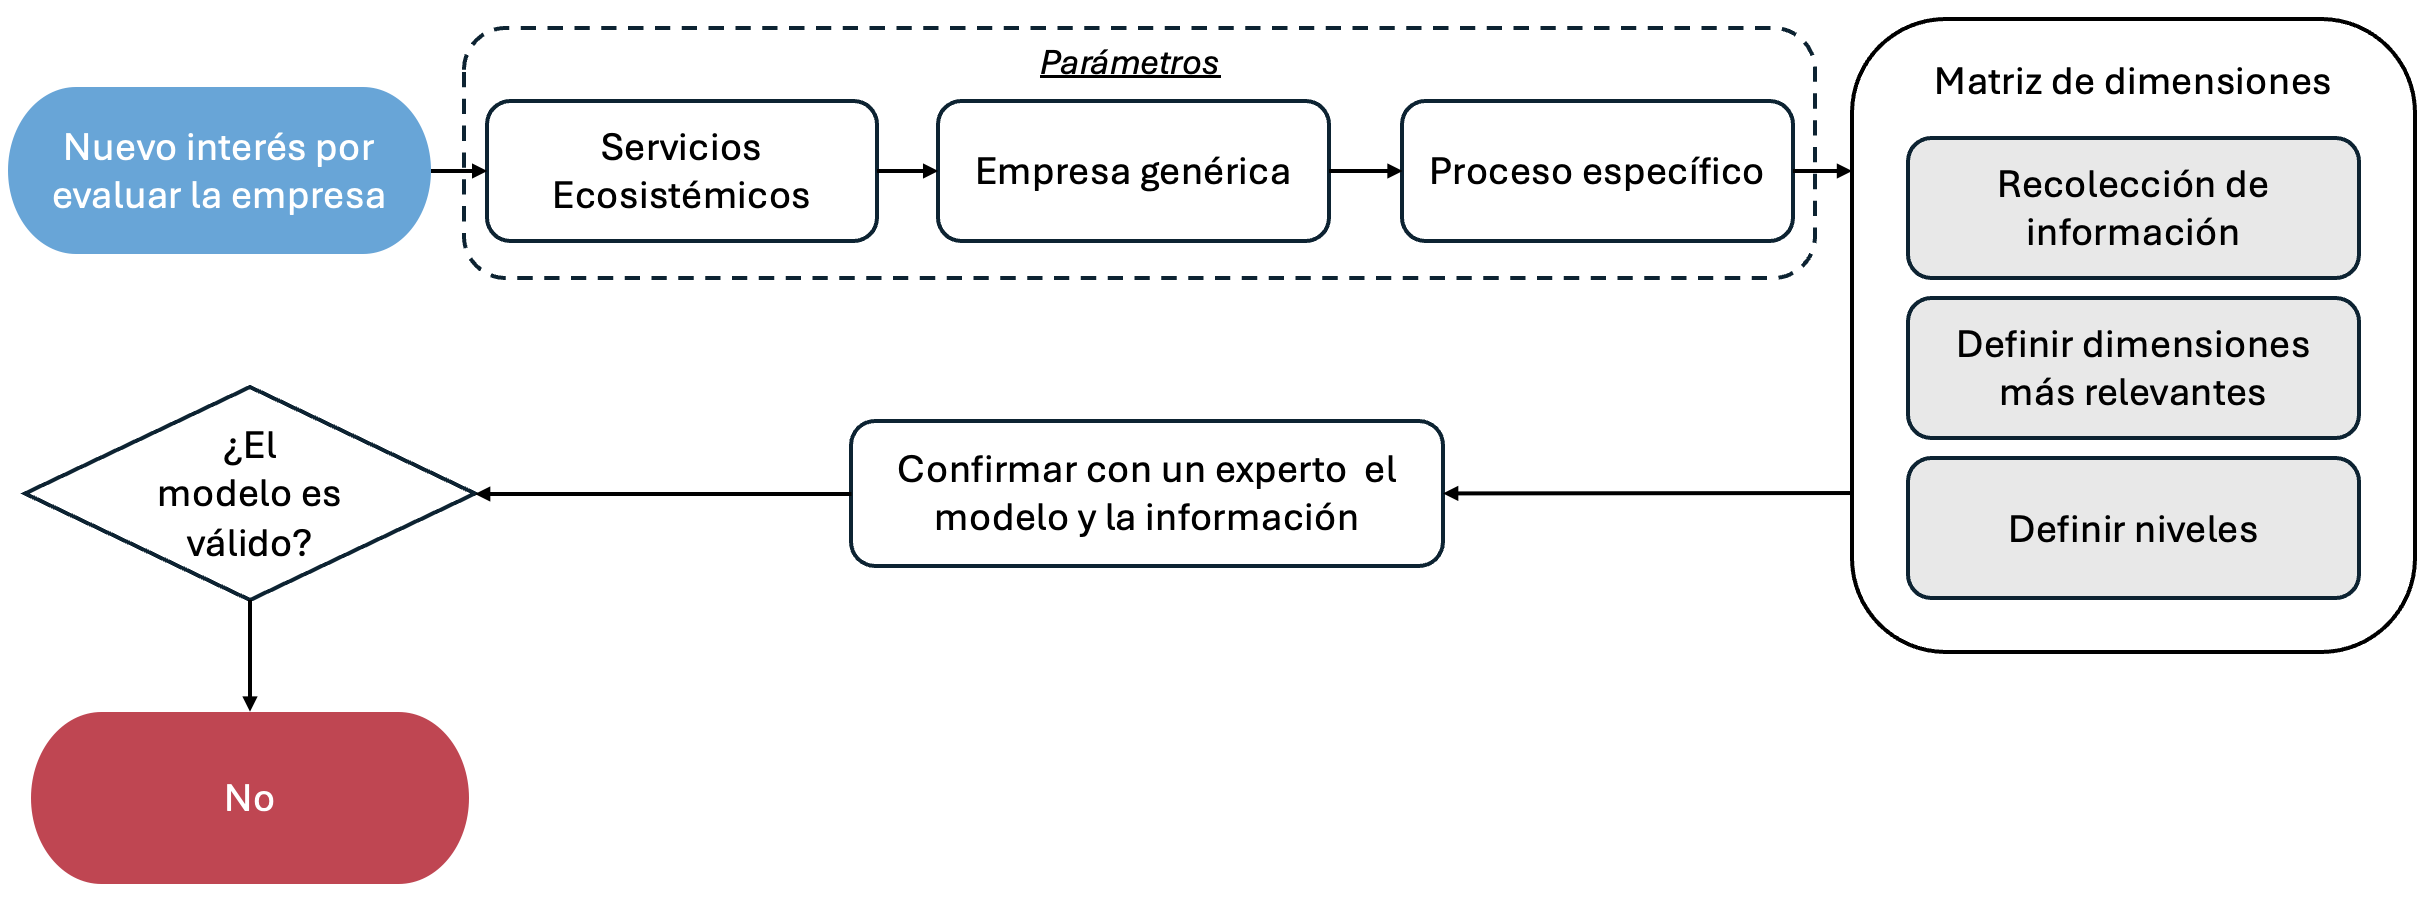 Parámetros
Nuevo interés por
evaluar la empresa
Servicios
Ecosistémicos
Empresa genérica
Proceso específico
Matriz de dimensiones
Recolección de
información
Definir dimensiones
más relevantes
Definir niveles
Confirmar con un experto  el
modelo y la información
¿El
modelo es
válido?
No